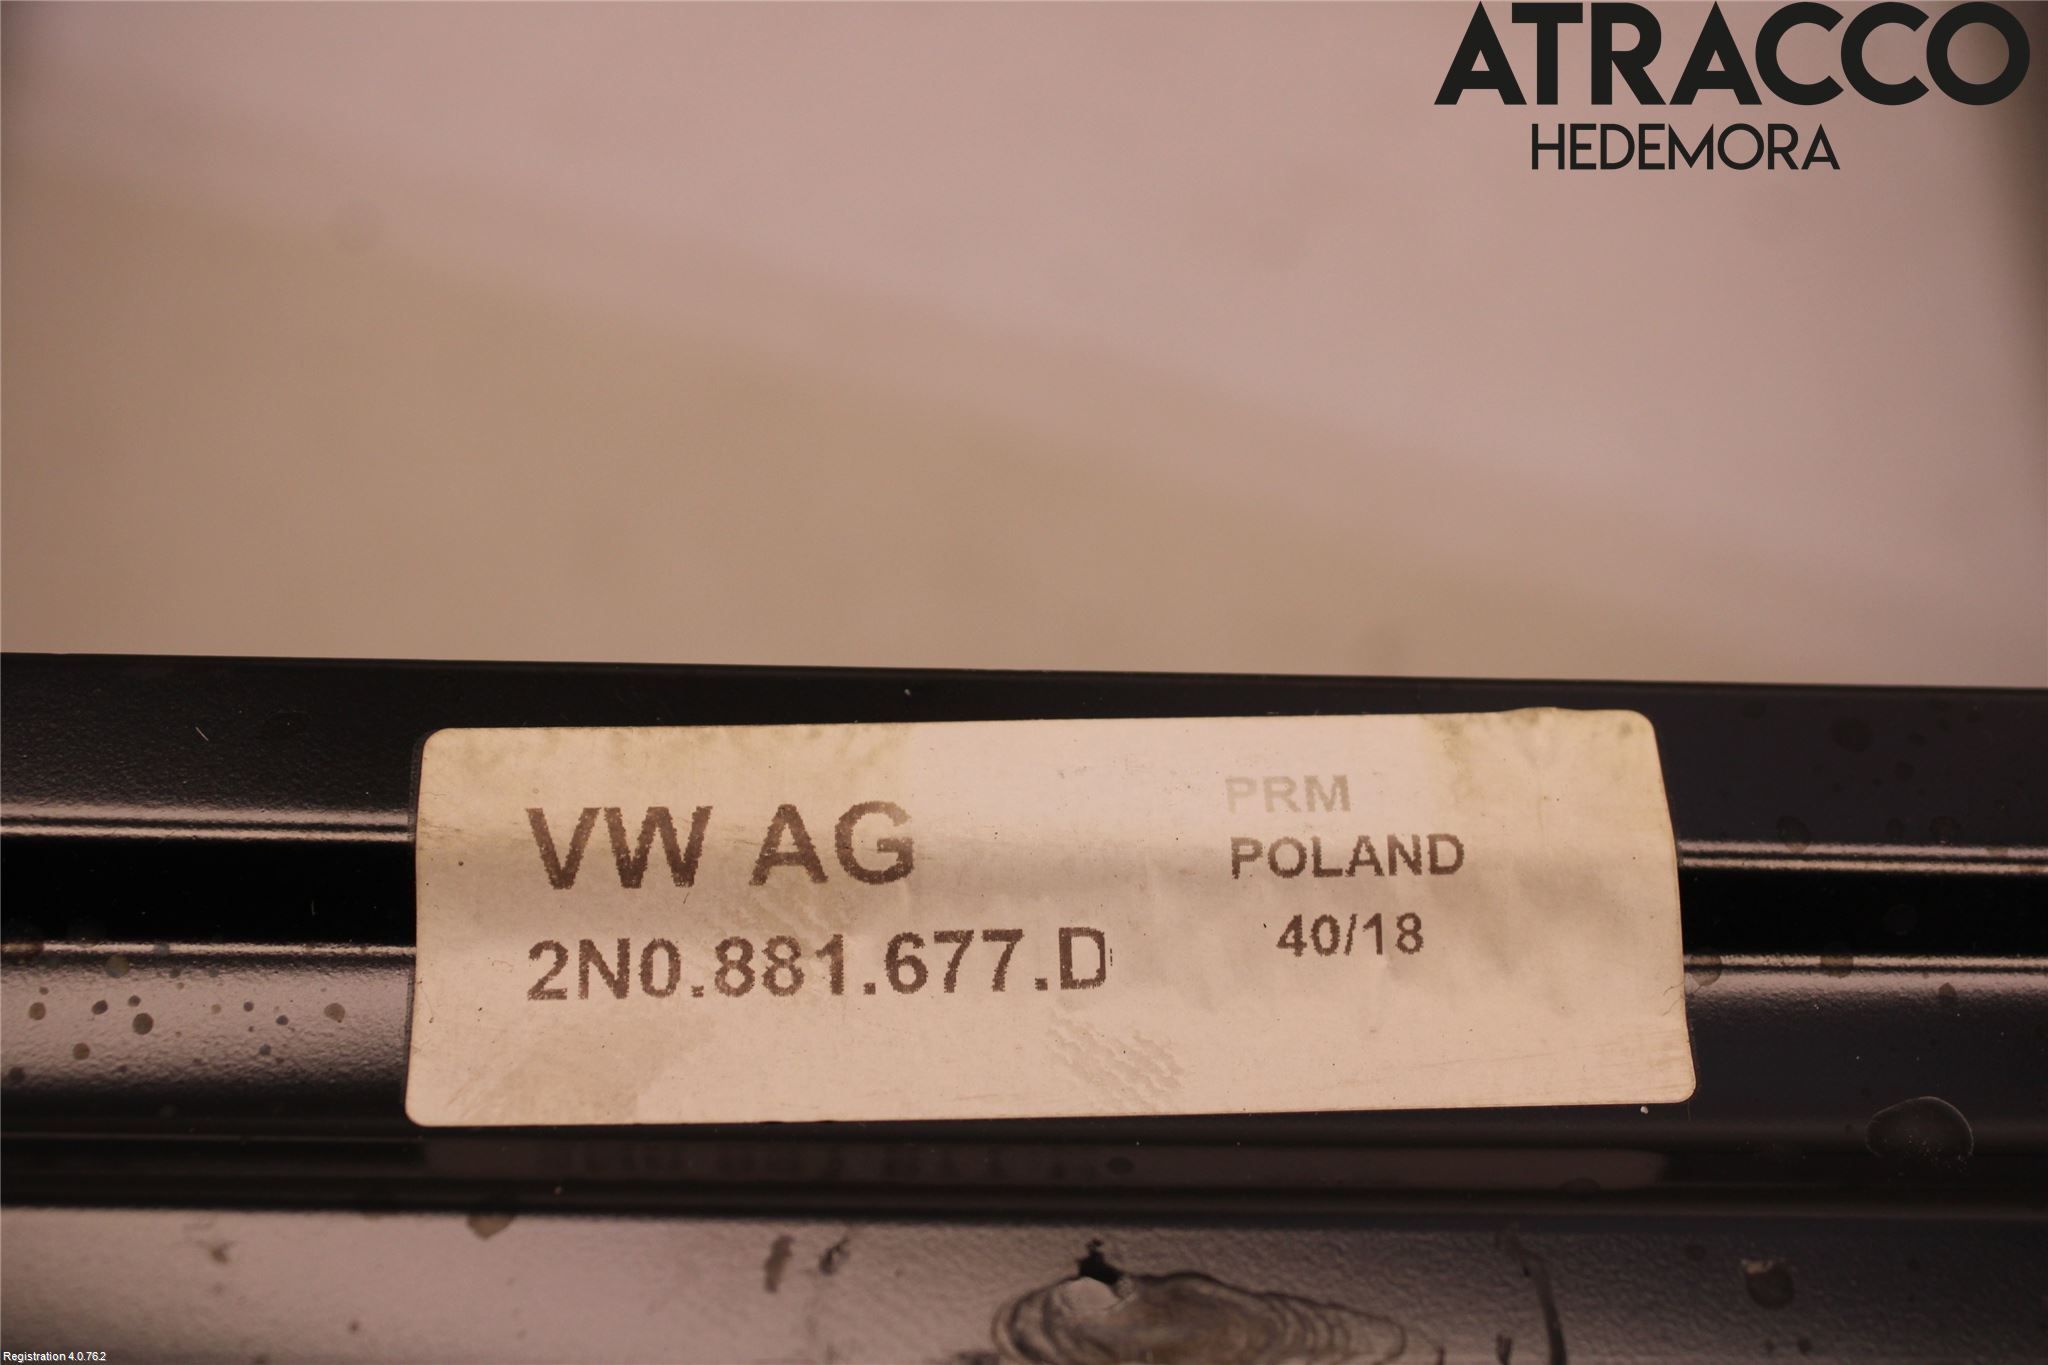 ATRACCO
HEDEMORA
VW AG
2N0.881.677.D
PRM
POLAND
40/18
Registration 4.0.76.2